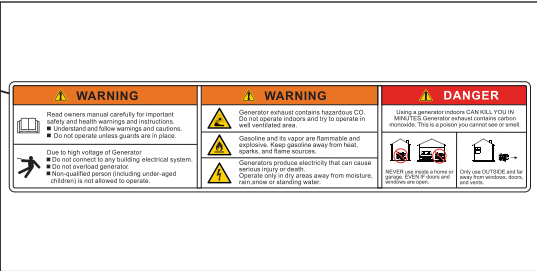 WARNING
Read owners manual carefully for important
safety and health warnings and instructions.
■ Understand and follow warnings and cautions.
■ Do not operate unless guards are in place.
Due to high voltage of Generator
■ Do not connect to any building electrical system.
■ Do not overload generator.
■ Non-qualified person (including under-aged
children) is not allowed to operate.
WARNING
Generator exhaust contains hazardous CO.
Do not operate indoors and try to operate in
well ventilated area.
Gasoline and its vapor are flammable and
explosive. Keep gasoline away from heat,
sparks, and flame sources.
Generators produce electricity that can cause
serious injury or death.
Operate only in dry areas away from moisture,
rain,snow or standing water.
DANGER
Using a generator indoors CAN KILL YOU IN
MINUTES Generator exhaust contains carbon
monoxide. This is a poison you cannot see or smell.
NEVER use inside a home or
garage. EVEN IF doors and
windows are open.
Only use OUTSIDE and far
away from windows, doors,
and vents.